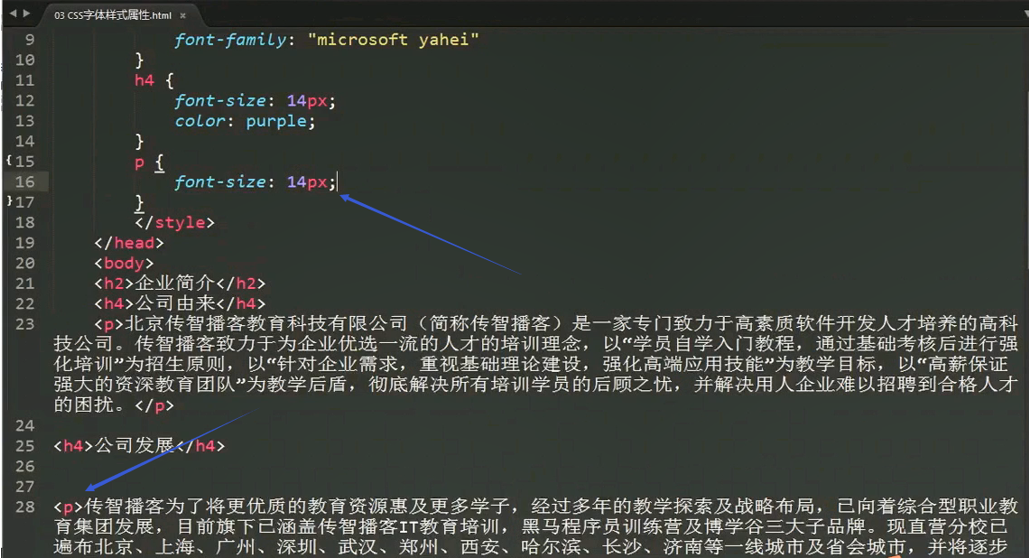 03 CSS字体样式属性.html ×
9 font-family: "microsoft yahei"
10 }
11 h4 {
12 font-size: 14px;
13 color: purple;
14 }
15 p {
16 font-size: 14px;
17 }
18 </style>
19 </head>
20 <body>
21 <h2>企业简介</h2>
22 <h4>公司由来</h4>
23 <p>北京传智播客教育科技有限公司（简称传智播客）是一家专门致力于高素质软件开发人才培养的高科
技公司。传智播客致力于为企业优选一流的人才的培训理念，以“学员自学入门教程，通过基础考核后进行强
化培训”为招生原则，以“针对企业需求，重视基础理论建设，强化高端应用技能”为教学目标，以“高薪保证
强大的资深教育团队”为教学后盾，彻底解决所有培训学员的后顾之忧，并解决用人企业难以招聘到合格人才
的困扰。</p>
24
25 <h4>公司发展</h4>
26
27
28 <p>传智播客为了将更优质的教育资源惠及更多学子，经过多年的教学探索及战略布局，已向着综合型职业教
育集团发展，目前旗下已涵盖传智播客IT教育培训，黑马程序员训练营及博学谷三大子品牌。现直营分校已
遍布北京、上海、广州、深圳、武汉、郑州、西安、哈尔滨、长沙、济南等一线城市及省会城市，并将逐步